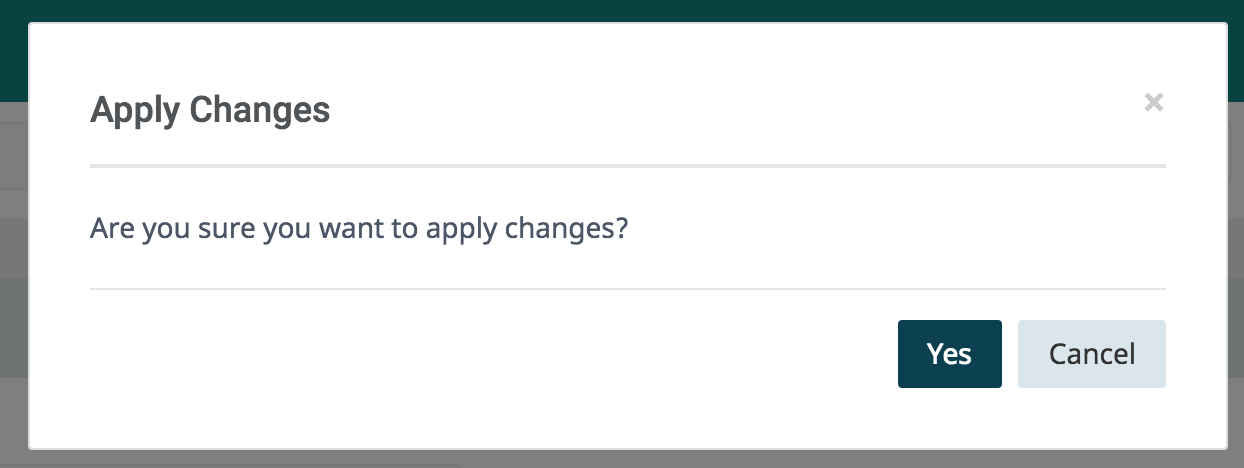 Apply Changes
×
Are you sure you want to apply changes?
Yes
Cancel